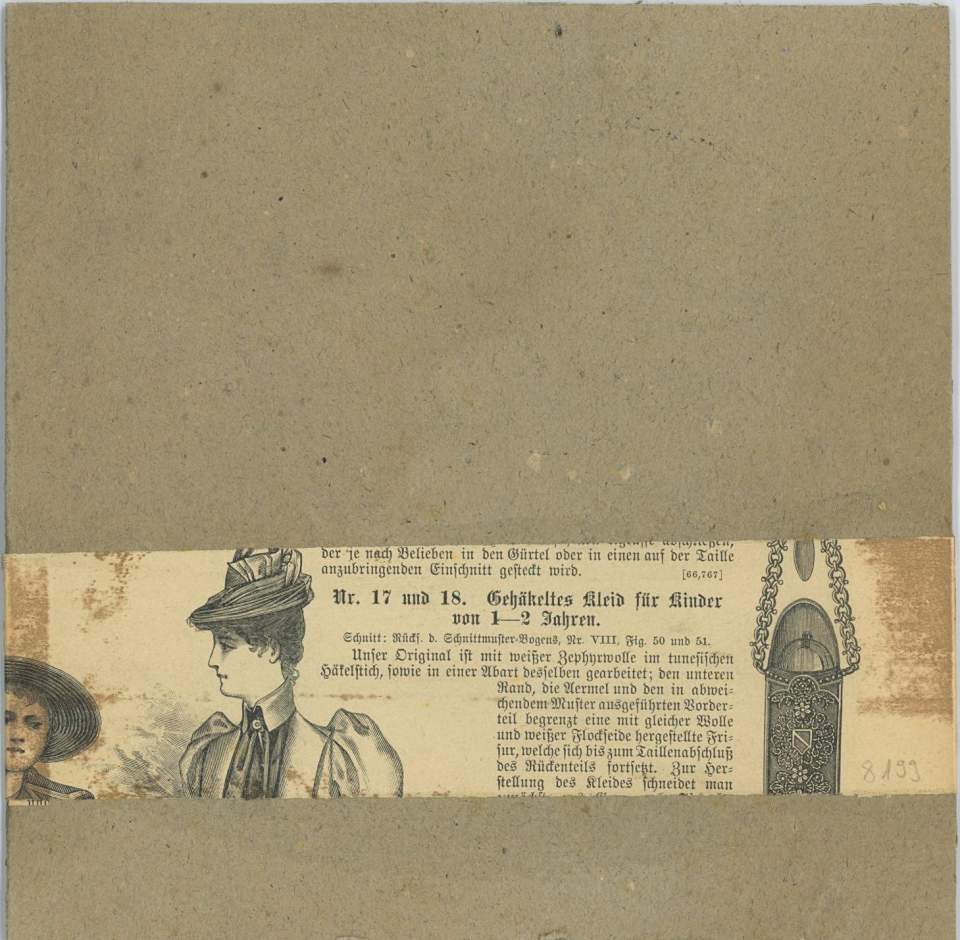 der je nach Belieben in den Gürtel oder in einen auf der Taille
anzubringenden Einschnitt gesteckt wird. [66,767]
Nr. 17 und 18. Gehäkeltes Kleid für Kinder
von 1—2 Jahren.
Schnitt: Rücks. d. Schnittmuster-Bogens, Nr. VIII, Fig. 50 und 51.
Unser Original ist mit weißer Zephyrwolle im tunesischen
Häkelstich, sowie in einer Abart desselben gearbeitet; den unteren
Rand, die Aermel und den in abwei-
chendem Muster ausgeführten Vorder-
teil begrenzt eine mit gleicher Wolle
und weißer Flockseide hergestellte Fri-
sur, welche sich bis zum Taillenabschluß
des Rückenteils fortsetzt. Zur Her-
stellung des Kleides schneidet man
8199